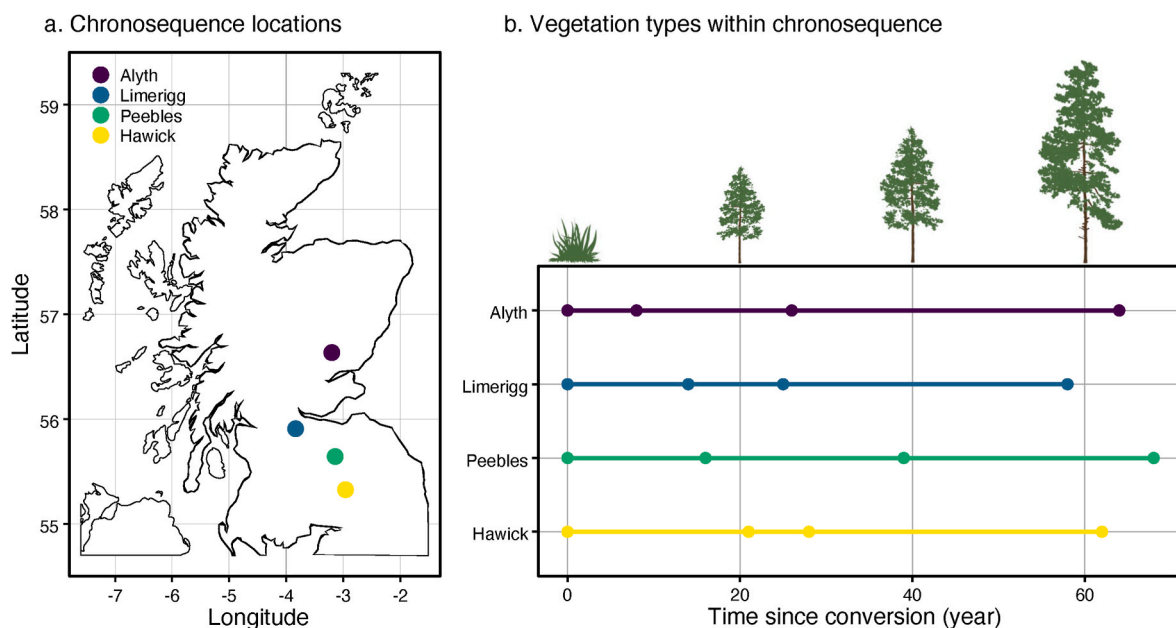 a. Chronosequence locations
Alyth
Limerigg
Peebles
Hawick
59
58
57
56
55
Latitude
-7 -6 -5 -4 -3 -2
Longitude
b. Vegetation types within chronosequence
Alyth
Limerigg
Peebles
Hawick
0 20 40 60
Time since conversion (year)